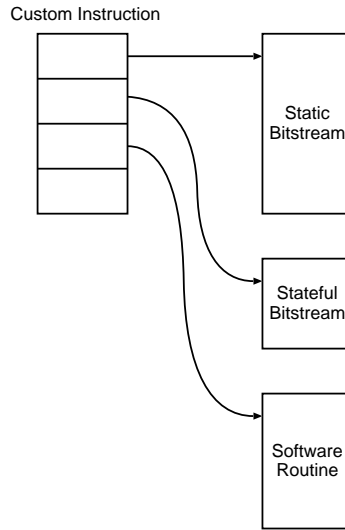 Custom Instruction
Static
Bitstream
Stateful
Bitstream
Software
Routine